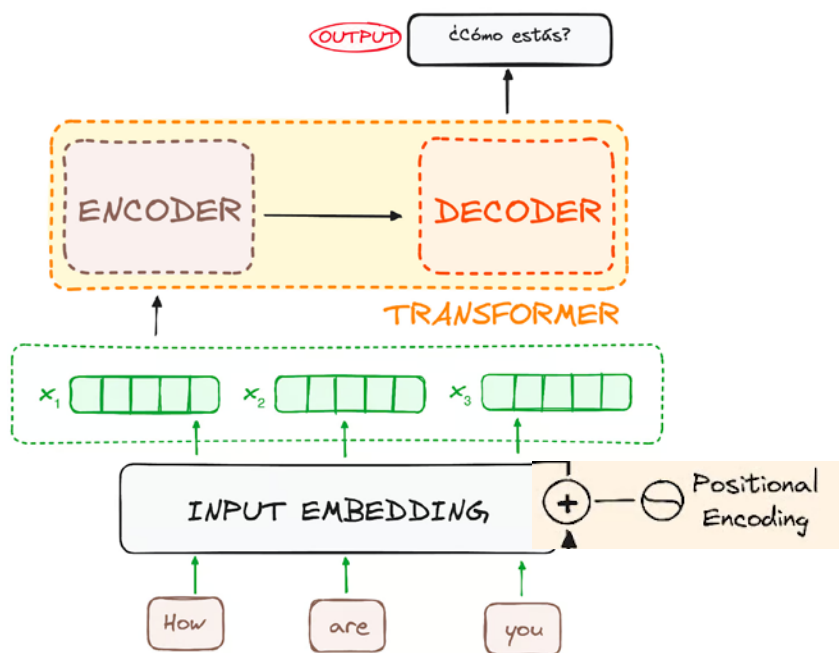 OUTPUT
¿Cómo estás?
ENCODER
DECODER
TRANSFORMER
x1
x2
x3
INPUT EMBEDDING
+
Positional
Encoding
How
are
you